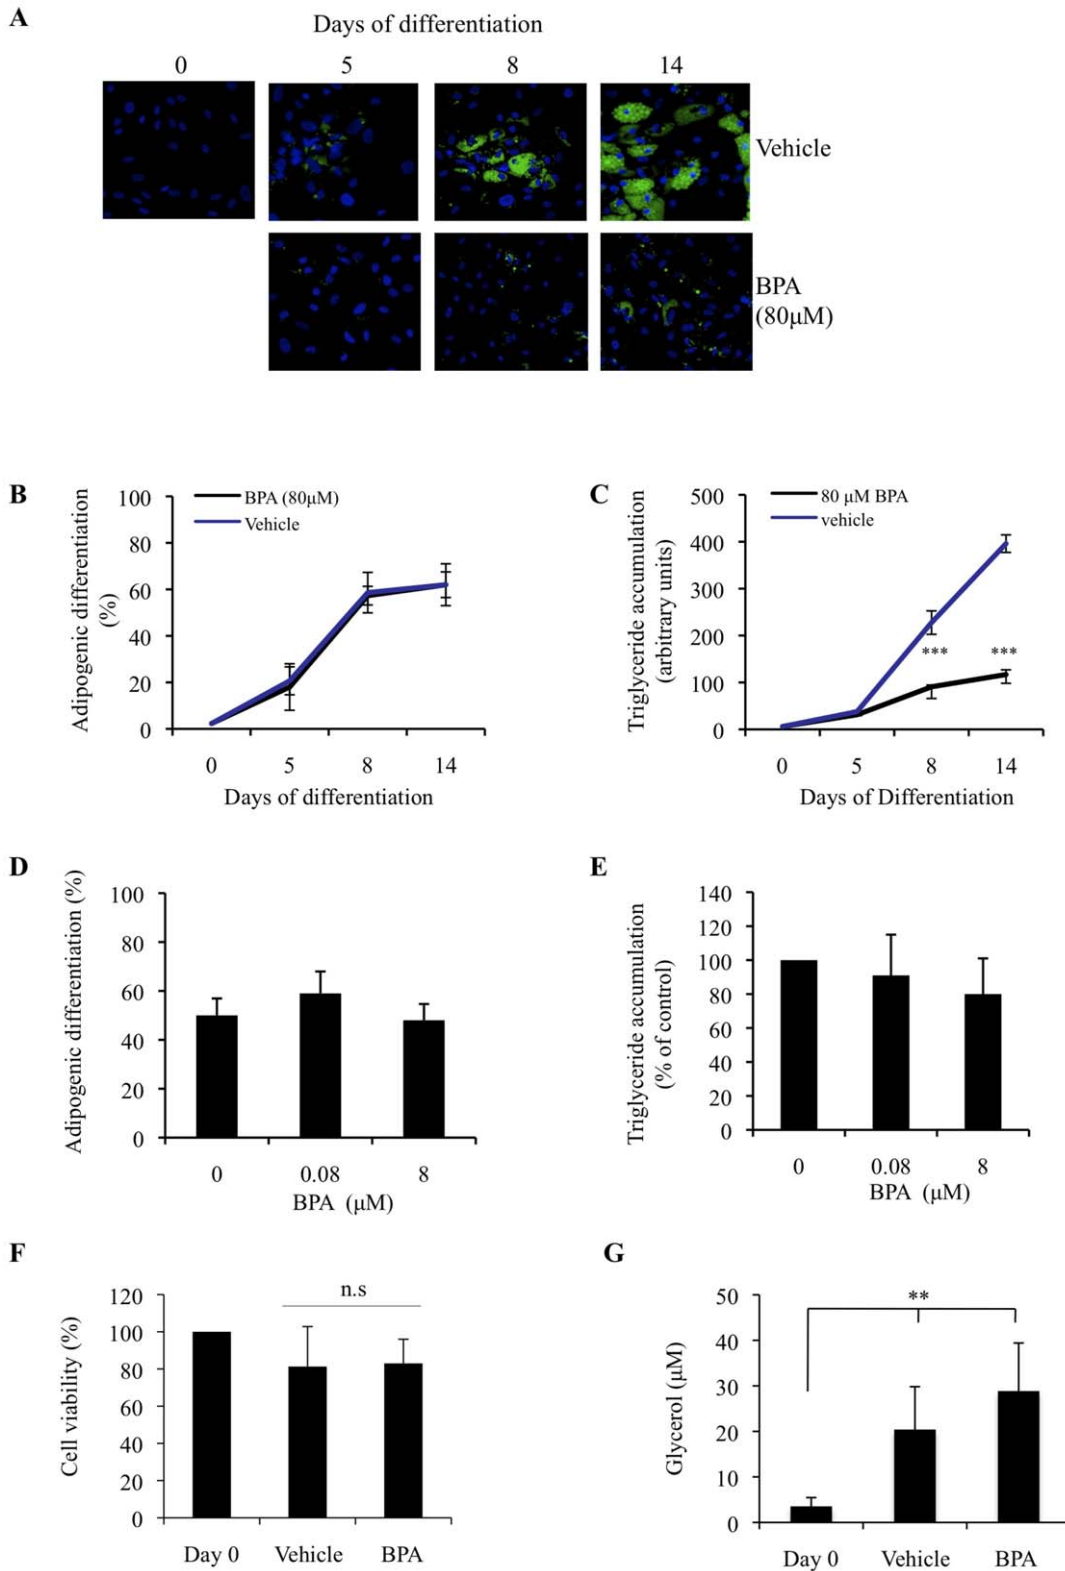 A
Days of differentiation
0 5 8 14
Vehicle
BPA
(80μM)
B
Adipogenic differentiation
(%)
100
80
60
40
20
0
BPA (80μM)
Vehicle
0 5 8 14
Days of differentiation
C
Triglyceride accumulation
(arbitrary units)
500
400
300
200
100
0
80 μM BPA
vehicle
*** ***
0 5 8 14
Days of Differentiation
D
Adipogenic differentiation (%)
100
80
60
40
20
0
0 0.08 8
BPA (μM)
E
Triglyceride accumulation
(% of control)
140
120
100
80
60
40
20
0
0 0.08 8
BPA (μM)
F
Cell viability (%)
120
100
80
60
40
20
0
n.s
Day 0 Vehicle BPA
G
Glycerol (μM)
50
40
30
20
10
0
**
Day 0 Vehicle BPA